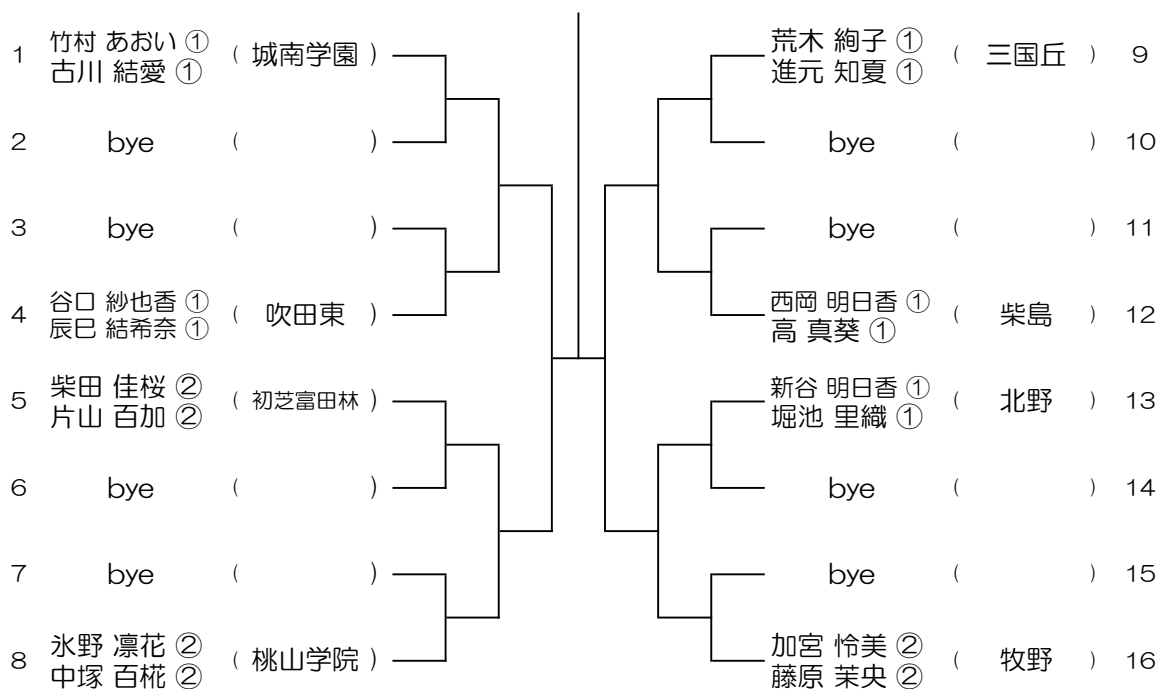 1 竹村 あおい ① ( 城南学園 )
古川 結愛 ①
2 bye ( )
3 bye ( )
4 谷口 紗也香 ① ( 吹田東 )
辰巳 結希奈 ①
5 柴田 佳桜 ② ( 初芝富田林 )
片山 百加 ②
6 bye ( )
7 bye ( )
8 氷野 凛花 ② ( 桃山学院 )
中塚 百椛 ②
荒木 絢子 ① ( 三国丘 ) 9
進元 知夏 ①
bye ( ) 10
bye ( ) 11
西岡 明日香 ① ( 柴島 ) 12
高 真葵 ①
新谷 明日香 ① ( 北野 ) 13
堀池 里織 ①
bye ( ) 14
bye ( ) 15
加宮 怜美 ② ( 牧野 ) 16
藤原 茉央 ②